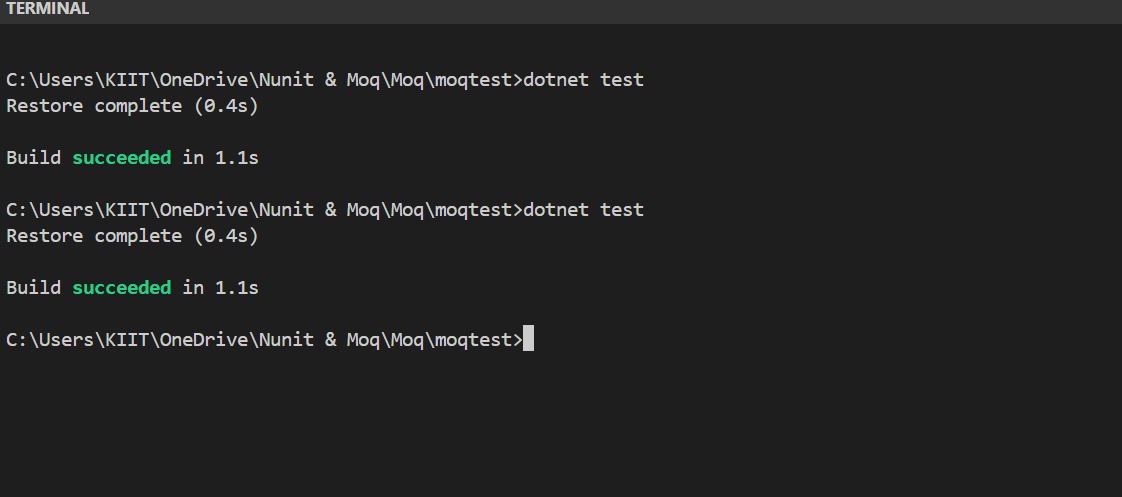 TERMINAL
C:\Users\KIIT\OneDrive\Nunit & Moq\Moq\moqtest>dotnet test
Restore complete (0.4s)
Build succeeded in 1.1s
C:\Users\KIIT\OneDrive\Nunit & Moq\Moq\moqtest>dotnet test
Restore complete (0.4s)
Build succeeded in 1.1s
C:\Users\KIIT\OneDrive\Nunit & Moq\Moq\moqtest>